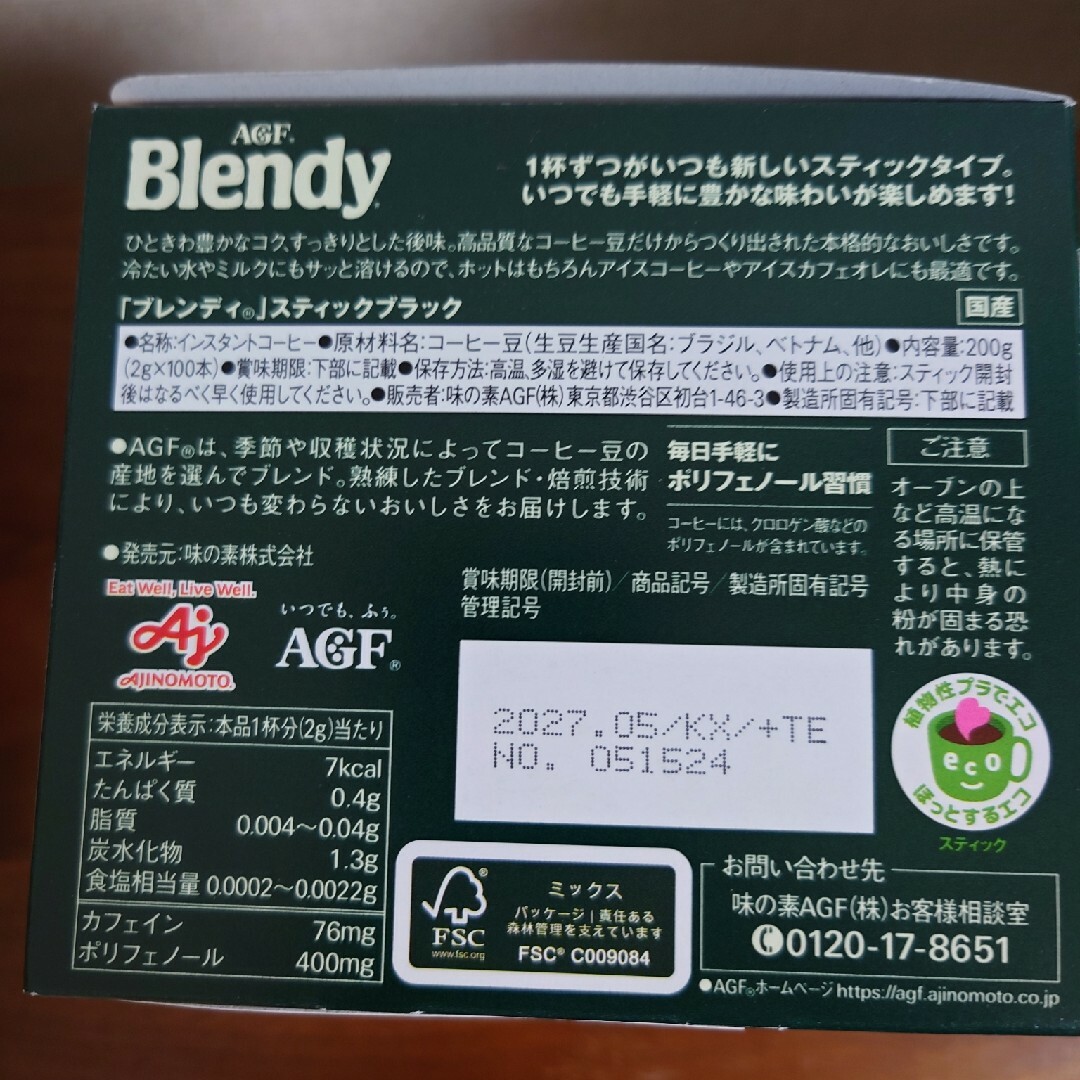 AGF®
Blendy®
1杯ずつがいつも新しいスティックタイプ。
いつでも手軽に豊かな味わいが楽しめます!
ひときわ豊かなコク、すっきりとした後味。高品質なコーヒー豆だけからつくり出された本格的なおいしさです。
冷たい水やミルクにもサッと溶けるので、ホットはもちろんアイスコーヒーやアイスカフェオレにも最適です。
「ブレンディ®」スティックブラック
国産
●名称:インスタントコーヒー●原材料名:コーヒー豆(生豆生産国名:ブラジル、ベトナム、他)●内容量:200g
(2g×100本)●賞味期限:下部に記載●保存方法:高温、多湿を避けて保存してください。●使用上の注意:スティック開封
後はなるべく早く使用してください。●販売者:味の素AGF(株)東京都渋谷区初台1-46-3●製造所固有記号:下部に記載
●AGF®は、季節や収穫状況によってコーヒー豆の
産地を選んでブレンド。熟練したブレンド・焙煎技術
により、いつも変わらないおいしさをお届けします。
毎日手軽に
ポリフェノール習慣
コーヒーには、クロロゲン酸などの
ポリフェノールが含まれています。
ご注意
オーブンの上
など高温にな
る場所に保管
すると、熱に
より中身の
粉が固まる恐
れがあります。
●発売元:味の素株式会社
Eat Well, Live Well.
Aj
AJINOMOTO®
いつでも、ふぅ。
AGF®
賞味期限(開封前)/商品記号/製造所固有記号
管理記号
2027.05/KX/+TE
NO. 051524
植物性プラでエコ
eco
ほっとするエコ
スティック
栄養成分表示:本品1杯分(2g)当たり
エネルギー 7kcal
たんぱく質 0.4g
脂質 0.004〜0.04g
炭水化物 1.3g
食塩相当量 0.0002〜0.0022g
カフェイン 76mg
ポリフェノール 400mg
®
FSC
www.fsc.org
ミックス
パッケージ|責任ある
森林管理を支えています
FSC® C009084
お問い合わせ先
味の素AGF(株)お客様相談室
0120-17-8651
●AGF®ホームページhttps://agf.ajinomoto.co.jp